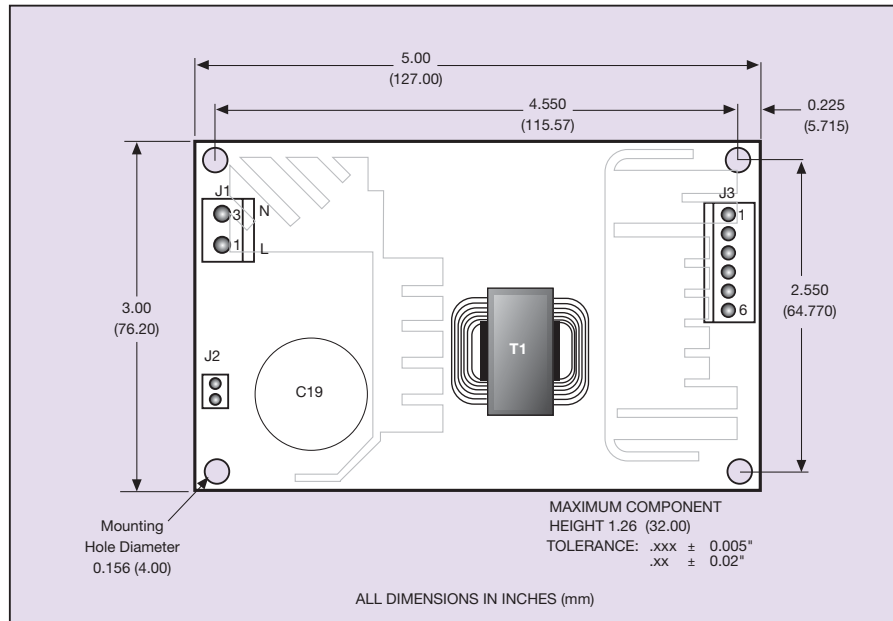 5.00
(127.00)
4.550
(115.57)
0.225
(5.715)
J1
3 N
1 L
J3
1
6
3.00
(76.20)
2.550
(64.770)
J2
C19
T1
Mounting
Hole Diameter
0.156 (4.00)
MAXIMUM COMPONENT
HEIGHT 1.26 (32.00)
TOLERANCE: .xxx ± 0.005"
.xx ± 0.02"
ALL DIMENSIONS IN INCHES (mm)